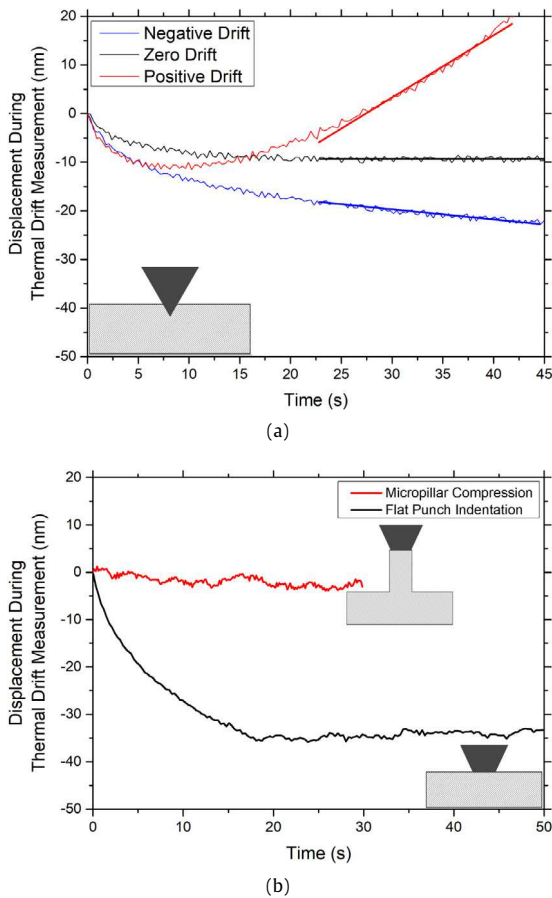 20
10
0
-10
-20
-30
-40
-50
Displacement During
Thermal Drift Measurement (nm)
Negative Drift
Zero Drift
Positive Drift
0 5 10 15 20 25 30 35 40 45
Time (s)
(a)
20
10
0
-10
-20
-30
-40
-50
Displacement During
Thermal Drift Measurement (nm)
Micropillar Compression
Flat Punch Indentation
0 10 20 30 40 50
Time (s)
(b)